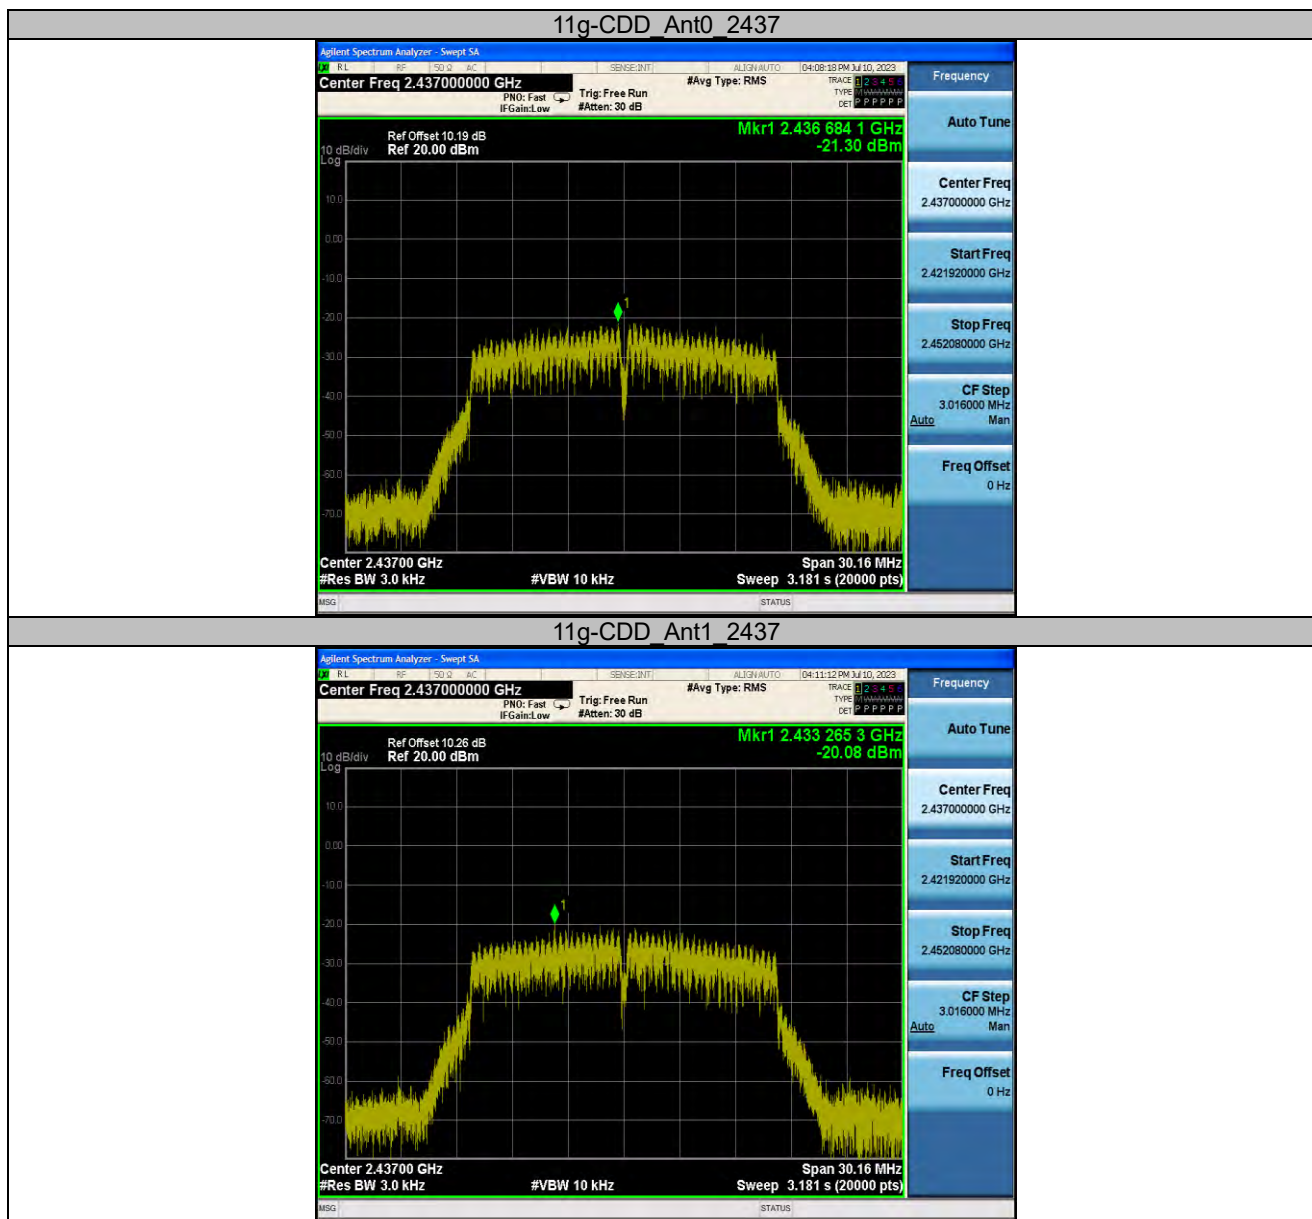 11g-CDD_Ant0_2437
Agilent Spectrum Analyzer - Swept SA
RL RF 50 Ω AC SENSE:INT ALIGN AUTO 04:08:18 PM Jul 10, 2023
Center Freq 2.437000000 GHz
#Avg Type: RMS
TRACE 1 2 3 4 5 6
PNO: Fast
Trig: Free Run
TYPE
IFGain:Low
#Atten: 30 dB
DET P P P P P P
Frequency
Mkr1 2.436 684 1 GHz
-21.30 dBm
Ref Offset 10.19 dB
10 dB/div Ref 20.00 dBm
Log
10.0
0.00
-10.0
-20.0
-30.0
-40.0
-50.0
-60.0
-70.0
1
Center 2.43700 GHz
Span 30.16 MHz
#Res BW 3.0 kHz
#VBW 10 kHz
Sweep 3.181 s (20000 pts)
MSG
STATUS
Auto Tune
Center Freq
2.437000000 GHz
Start Freq
2.421920000 GHz
Stop Freq
2.452080000 GHz
CF Step
3.016000 MHz
Auto Man
Freq Offset
0 Hz
11g-CDD_Ant1_2437
Agilent Spectrum Analyzer - Swept SA
RL RF 50 Ω AC SENSE:INT ALIGN AUTO 04:11:12 PM Jul 10, 2023
Center Freq 2.437000000 GHz
#Avg Type: RMS
TRACE 1 2 3 4 5 6
PNO: Fast
Trig: Free Run
TYPE
IFGain:Low
#Atten: 30 dB
DET P P P P P P
Frequency
Mkr1 2.433 265 3 GHz
-20.08 dBm
Ref Offset 10.26 dB
10 dB/div Ref 20.00 dBm
Log
10.0
0.00
-10.0
-20.0
-30.0
-40.0
-50.0
-60.0
-70.0
1
Center 2.43700 GHz
Span 30.16 MHz
#Res BW 3.0 kHz
#VBW 10 kHz
Sweep 3.181 s (20000 pts)
MSG
STATUS
Auto Tune
Center Freq
2.437000000 GHz
Start Freq
2.421920000 GHz
Stop Freq
2.452080000 GHz
CF Step
3.016000 MHz
Auto Man
Freq Offset
0 Hz